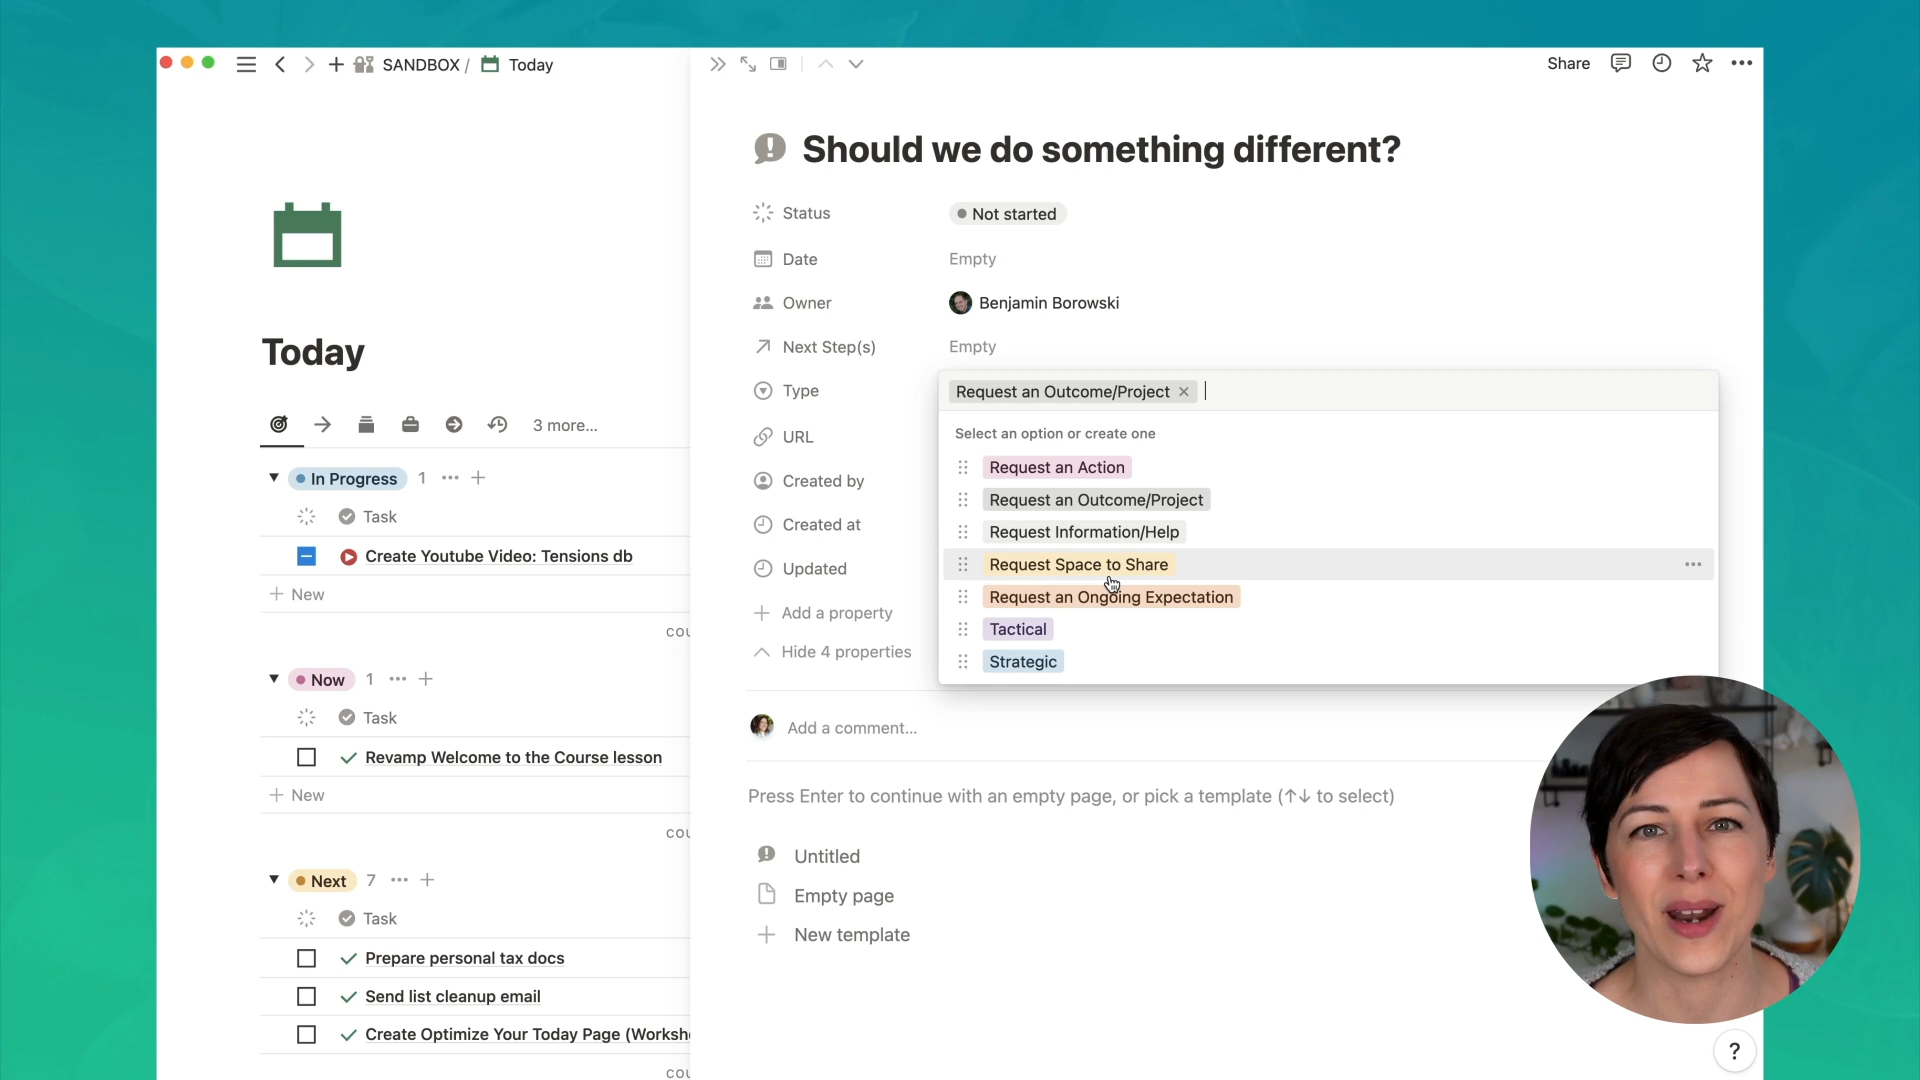 SANDBOX / Today
Share
Today
3 more...
In Progress 1
Task
Create Youtube Video: Tensions db
New
COU
Now 1
Task
Revamp Welcome to the Course lesson
New
COU
Next 7
Task
Prepare personal tax docs
Send list cleanup email
Create Optimize Your Today Page (Worksh
COU
Should we do something different?
Status Not started
Date Empty
Owner Benjamin Borowski
Next Step(s) Empty
Type Request an Outcome/Project
URL
Created by
Created at
Updated
Add a property
Hide 4 properties
Select an option or create one
Request an Action
Request an Outcome/Project
Request Information/Help
Request Space to Share
Request an Ongoing Expectation
Tactical
Strategic
Add a comment...
Press Enter to continue with an empty page, or pick a template (↑↓ to select)
Untitled
Empty page
New template
?